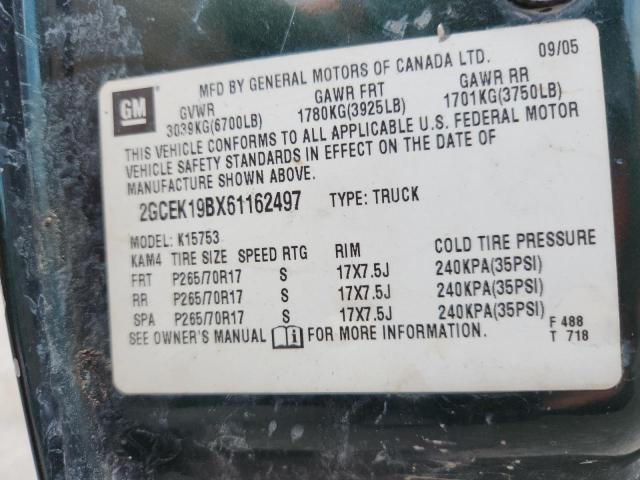 MFD BY GENERAL MOTORS OF CANADA LTD. 09/05
GM
GVWR GAWR FRT GAWR RR
3039KG(6700LB) 1780KG(3925LB) 1701KG(3750LB)
THIS VEHICLE CONFORMS TO ALL APPLICABLE U.S. FEDERAL MOTOR
VEHICLE SAFETY STANDARDS IN EFFECT ON THE DATE OF
MANUFACTURE SHOWN ABOVE.
2GCEK19BX61162497 TYPE: TRUCK
MODEL: K15753
KAM4 TIRE SIZE SPEED RTG RIM COLD TIRE PRESSURE
FRT P265/70R17 S 17X7.5J 240KPA(35PSI)
RR P265/70R17 S 17X7.5J 240KPA(35PSI)
SPA P265/70R17 S 17X7.5J 240KPA(35PSI)
SEE OWNER'S MANUAL i FOR MORE INFORMATION.
F 488
T 718